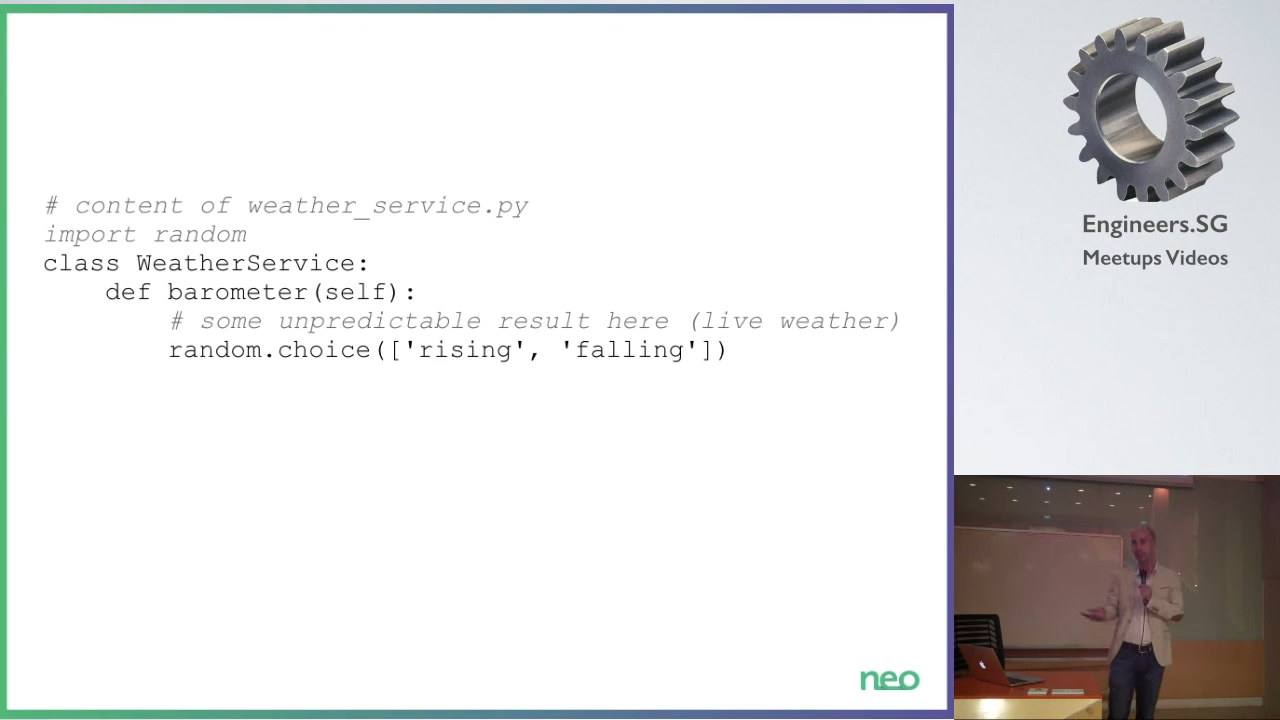 # content of weather_service.py
import random
class WeatherService:
    def barometer(self):
        # some unpredictable result here (live weather)
        random.choice(['rising', 'falling'])
neo
Engineers.SG
Meetups Videos